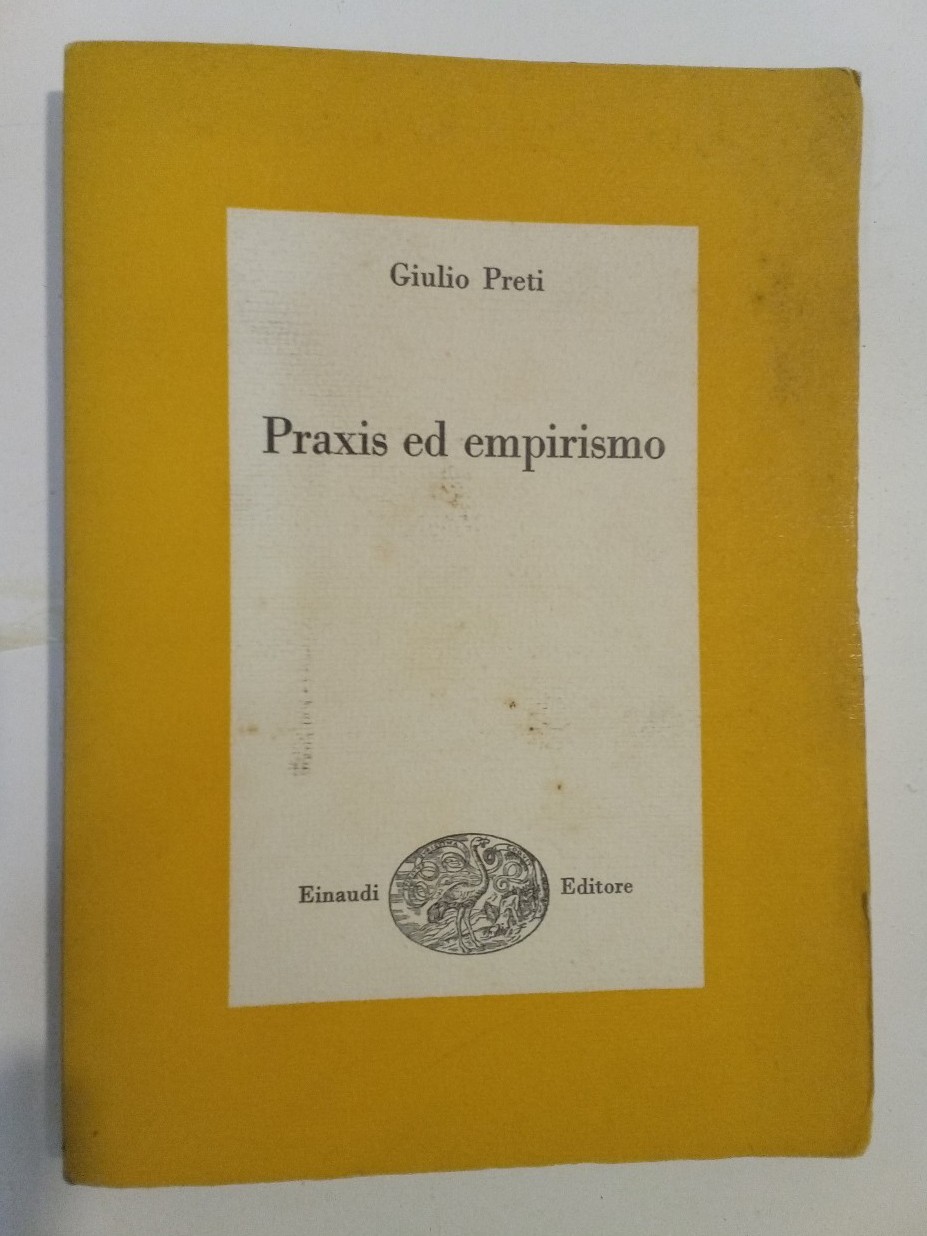 Giulio Preti
Praxis ed empirismo
Einaudi Editore